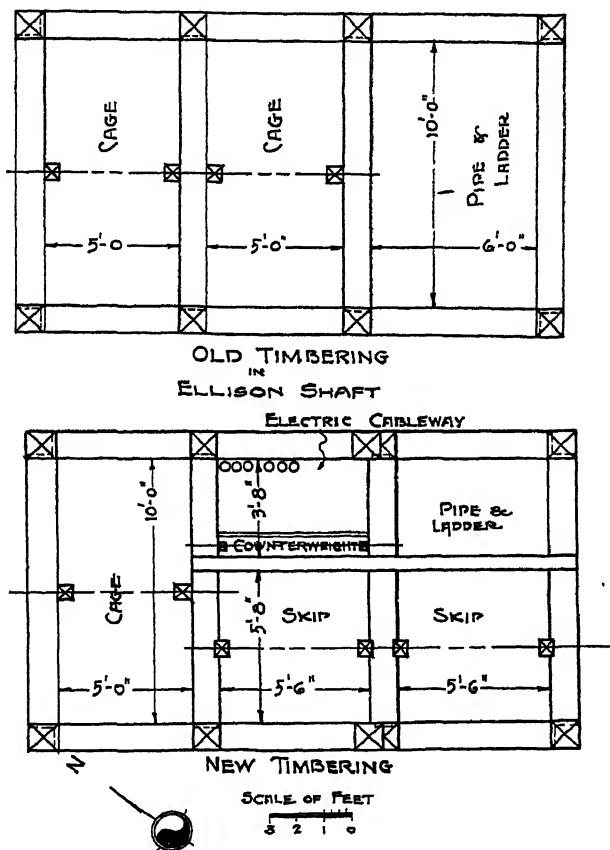 CAGE
CAGE
PIPE &
LADDER
10'-0"
5'-0
5'-0"
6'-0"
OLD TIMBERING
IN
ELLISON SHAFT
ELECTRIC CABLEWAY
10'-0"
3'-8"
PIPE &
LADDER
COUNTERWEIGHT
CAGE
5'-8"
SKIP
SKIP
5'-0"
5'-6"
5'-6"
N
NEW TIMBERING
SCALE OF FEET
3 2 1 0